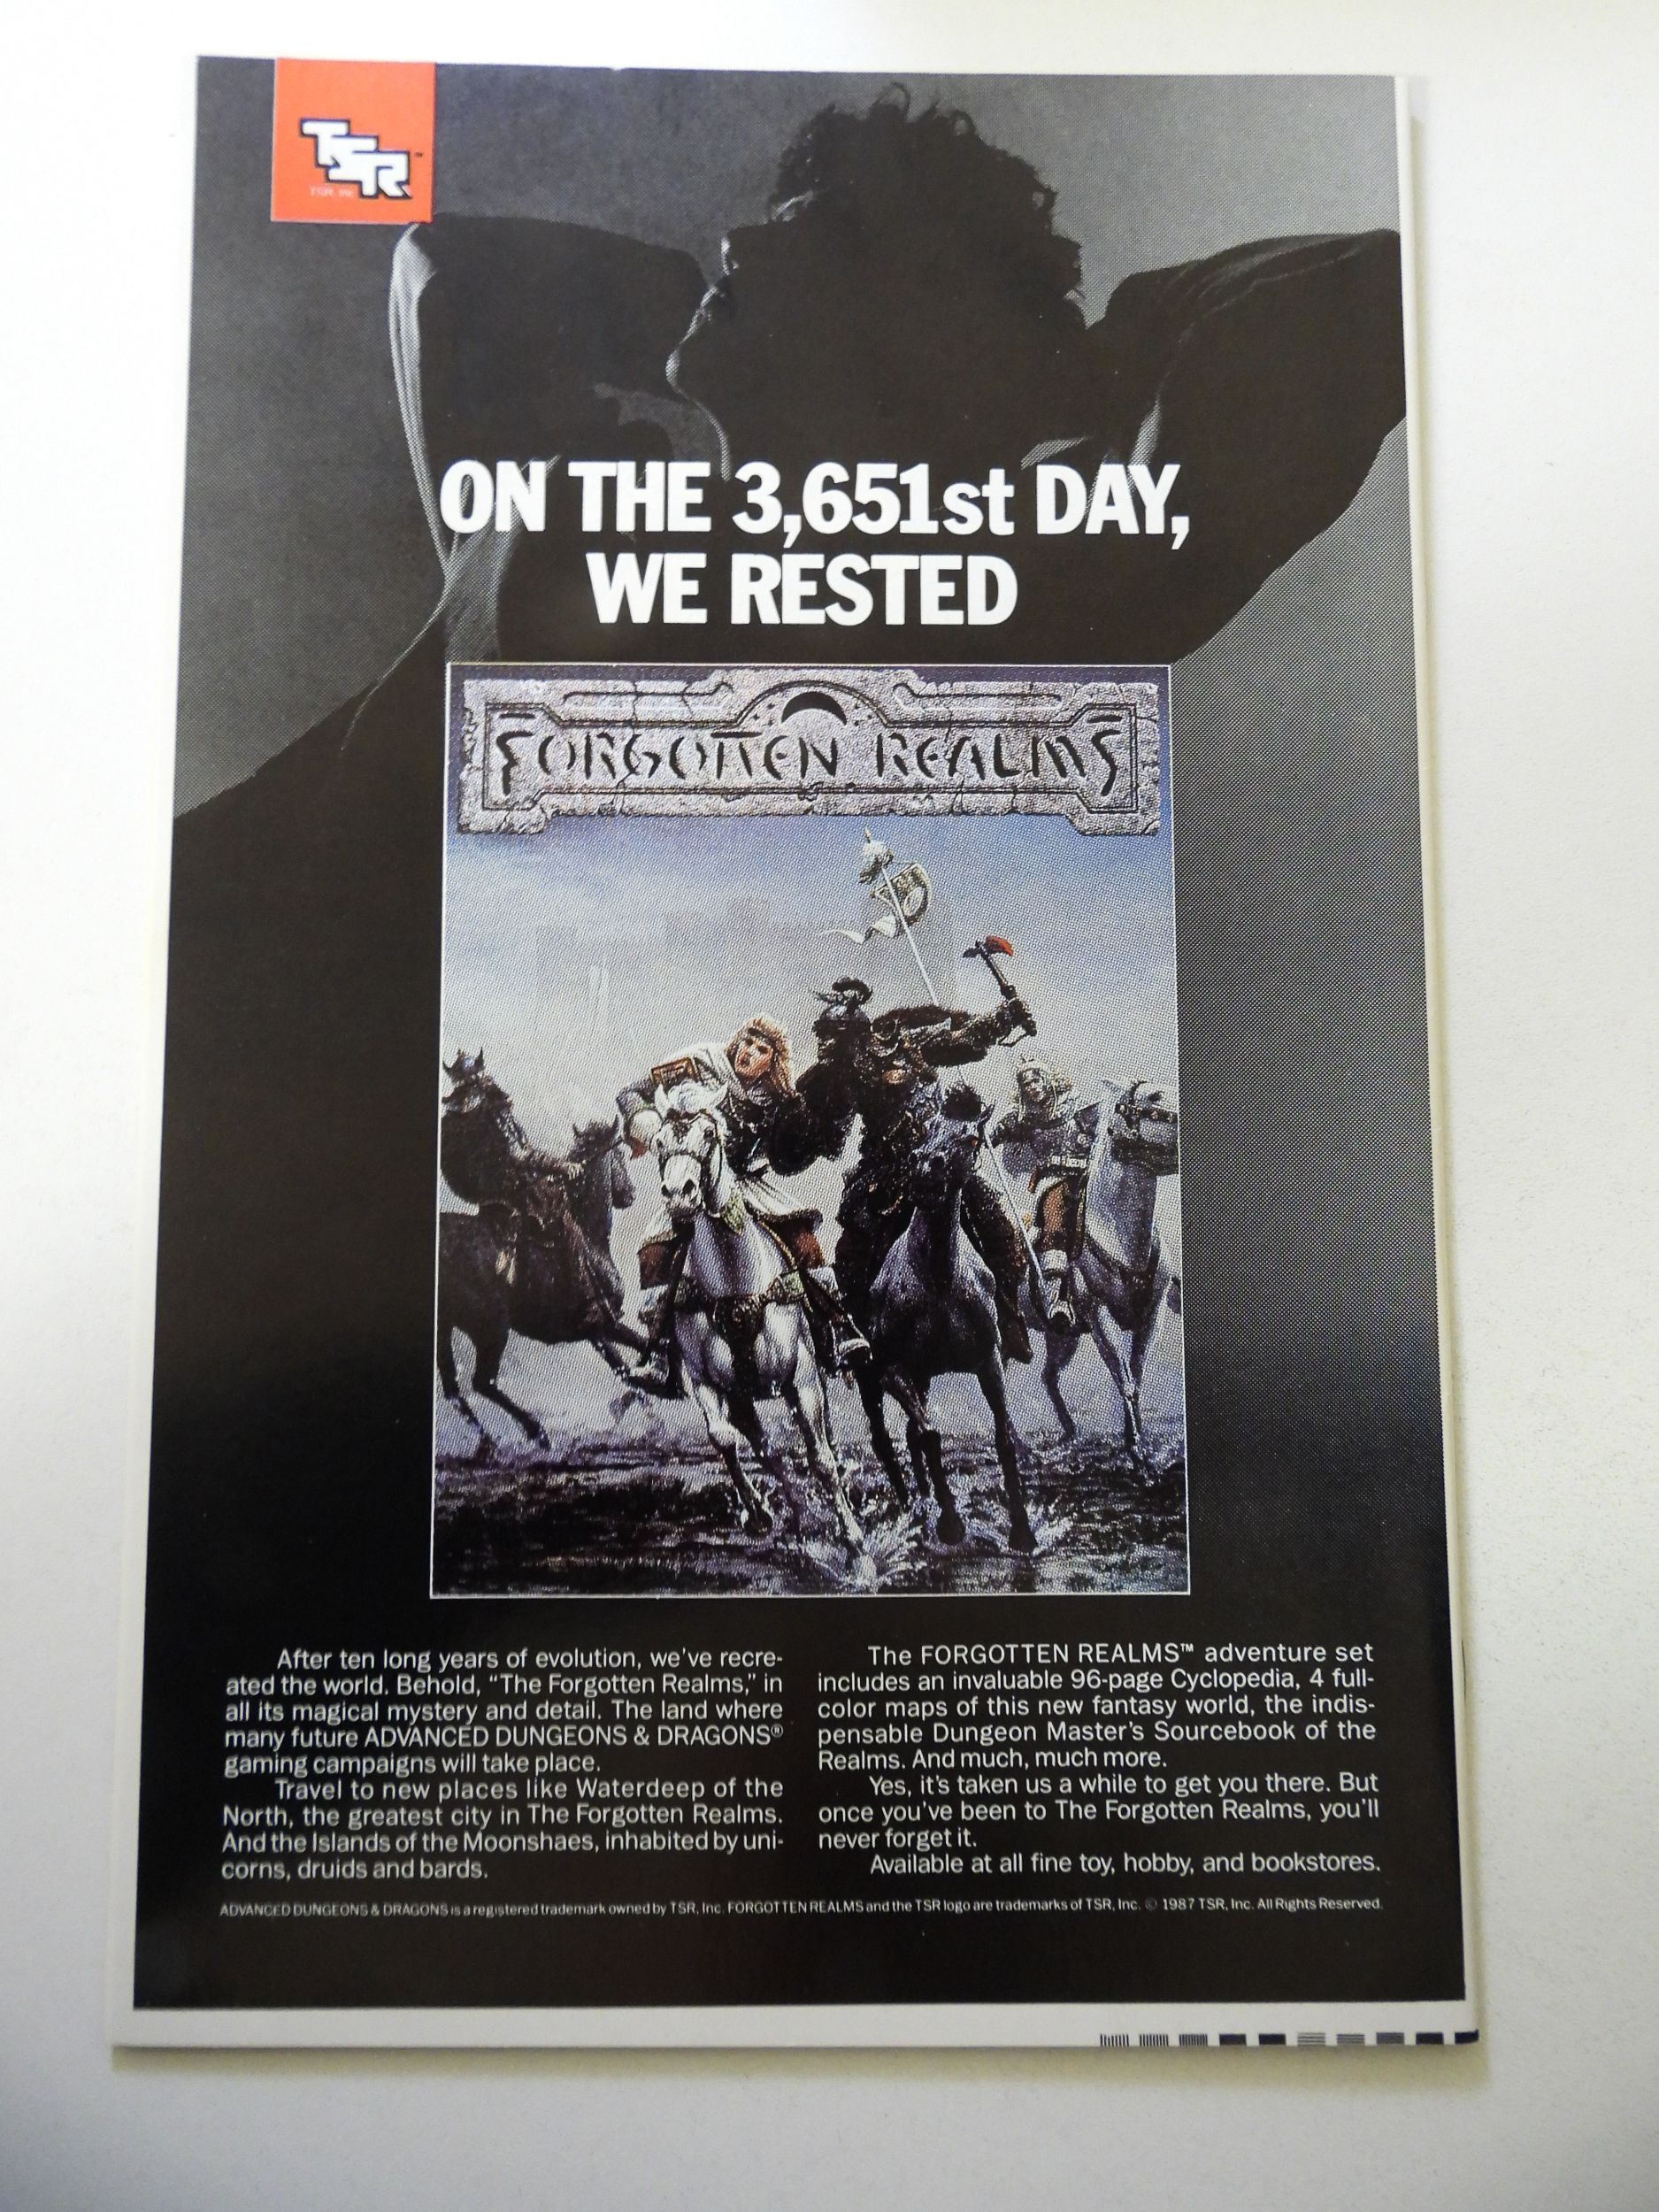 TSR™
TSR, Inc.
ON THE 3,651st DAY,
WE RESTED
FORGOTTEN REALMS
After ten long years of evolution, we've recre-
ated the world. Behold, “The Forgotten Realms,” in
all its magical mystery and detail. The land where
many future ADVANCED DUNGEONS & DRAGONS®
gaming campaigns will take place.
Travel to new places like Waterdeep of the
North, the greatest city in The Forgotten Realms.
And the Islands of the Moonshaes, inhabited by uni-
corns, druids and bards.
The FORGOTTEN REALMS™ adventure set
includes an invaluable 96-page Cyclopedia, 4 full-
color maps of this new fantasy world, the indis-
pensable Dungeon Master's Sourcebook of the
Realms. And much, much more.
Yes, it's taken us a while to get you there. But
once you've been to The Forgotten Realms, you'll
never forget it.
Available at all fine toy, hobby, and bookstores.
ADVANCED DUNGEONS & DRAGONS is a registered trademark owned by TSR, Inc. FORGOTTEN REALMS and the TSR logo are trademarks of TSR, Inc. © 1987 TSR, Inc. All Rights Reserved.